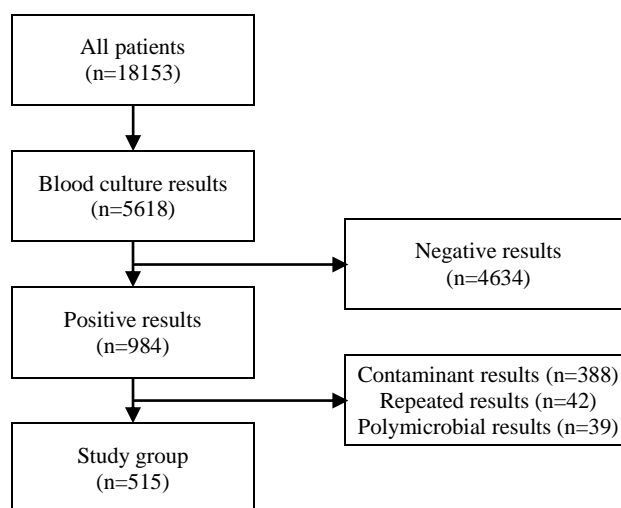 All patients
(n=18153)
Blood culture results
(n=5618)
Negative results
(n=4634)
Positive results
(n=984)
Contaminant results (n=388)
Repeated results (n=42)
Polymicrobial results (n=39)
Study group
(n=515)